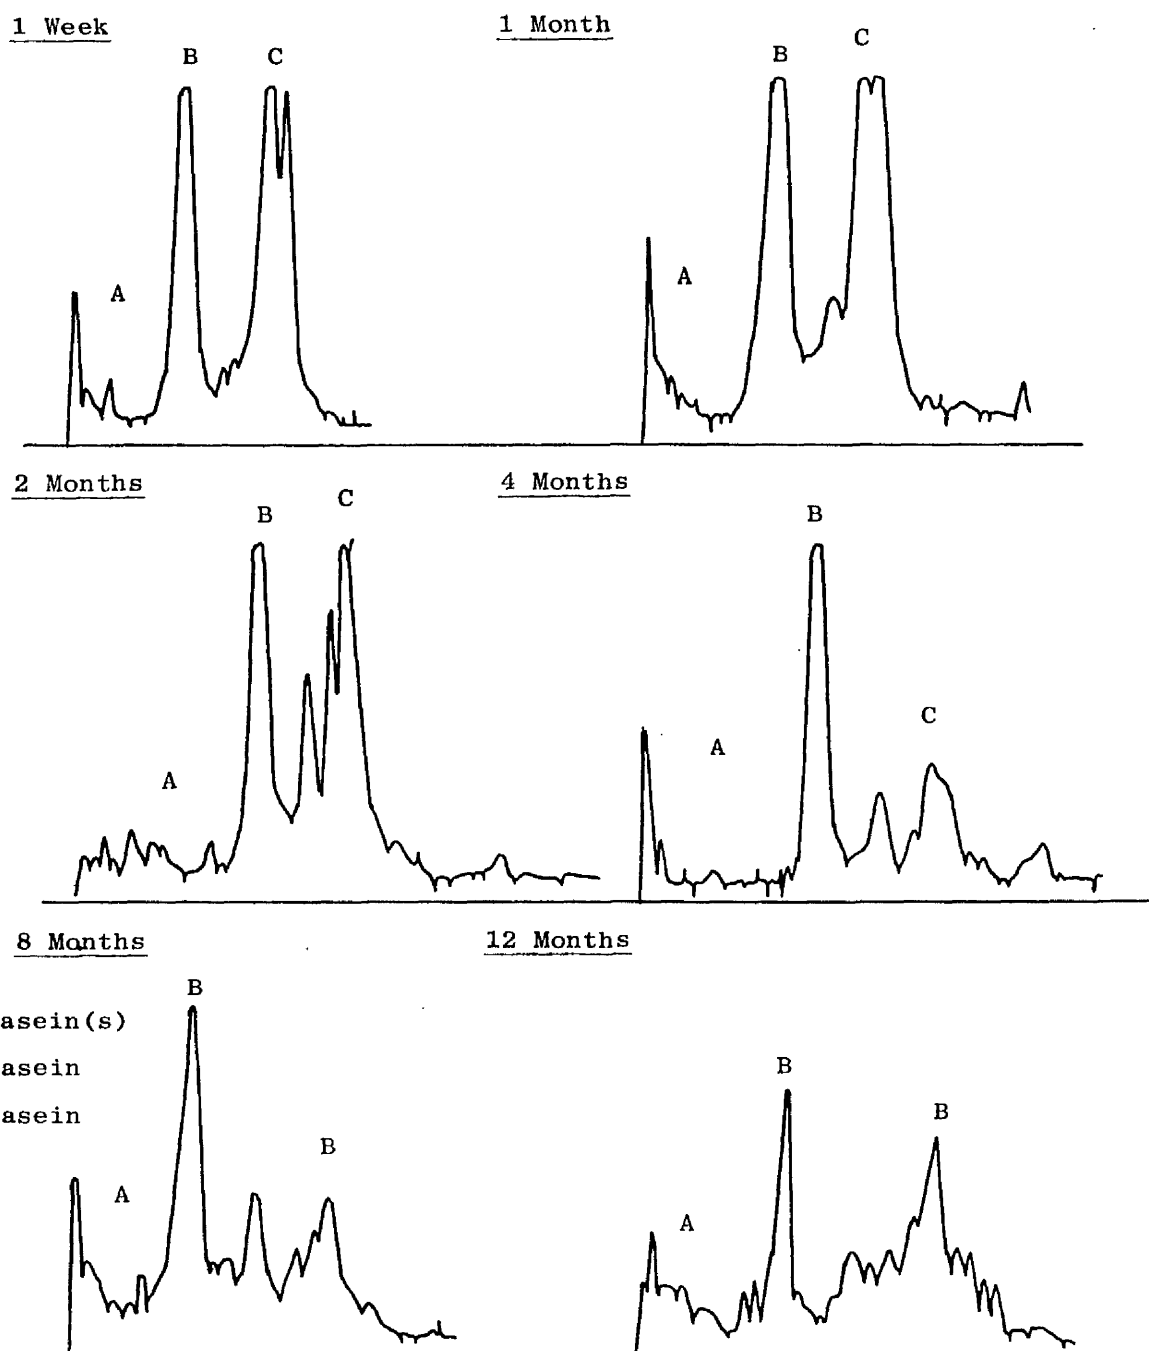 1 Week 1 Month
B C B C
A A
2 Months 4 Months
B C B
C
A A
8 Months 12 Months
B
asein(s)
asein B
asein
B B
A A